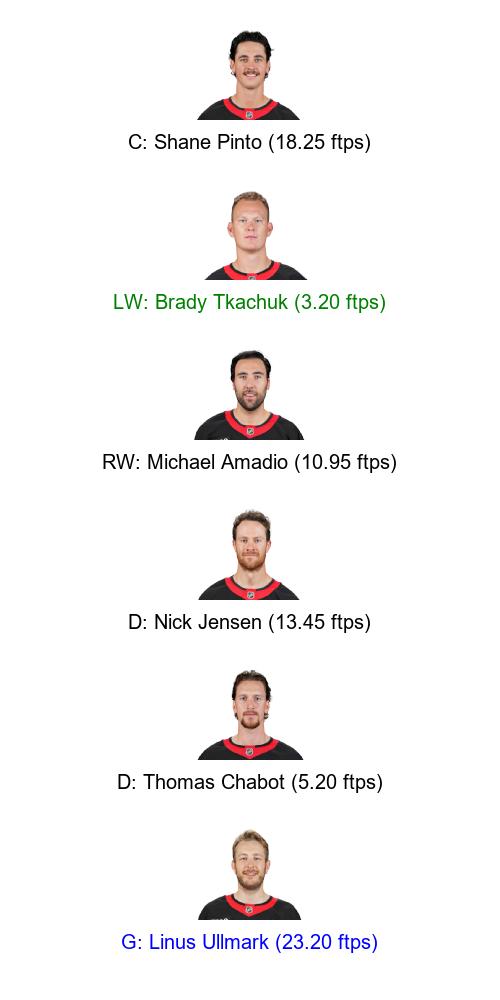 C: Shane Pinto (18.25 ftps)
LW: Brady Tkachuk (3.20 ftps)
RW: Michael Amadio (10.95 ftps)
D: Nick Jensen (13.45 ftps)
D: Thomas Chabot (5.20 ftps)
G: Linus Ullmark (23.20 ftps)